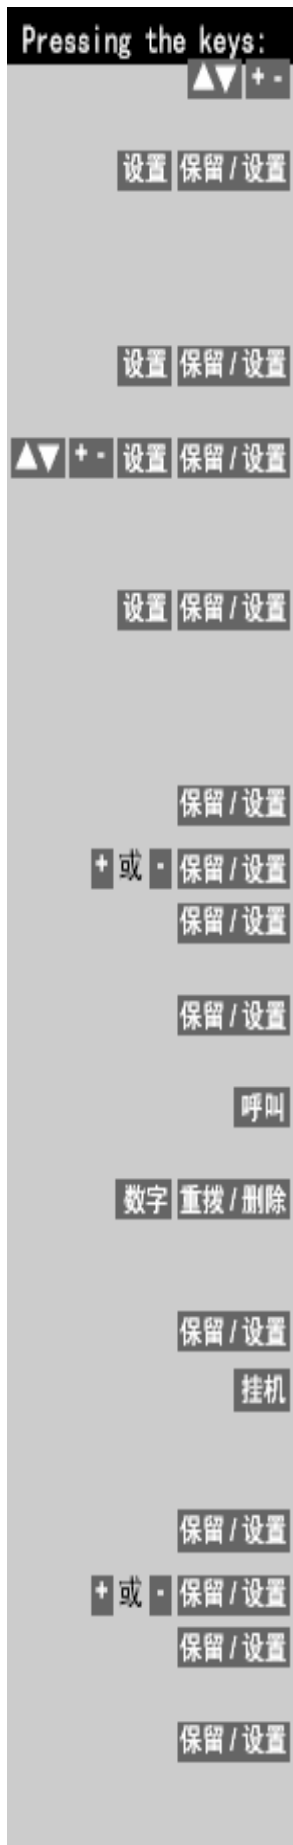 Pressing the keys:
▲▼ + -
设置 保留 / 设置
设置 保留 / 设置
▲▼ + - 设置 保留 / 设置
设置 保留 / 设置
保留 / 设置
+ 或 - 保留 / 设置
保留 / 设置
保留 / 设置
呼叫
数字 重拨 / 删除
保留 / 设置
挂机
保留 / 设置
+ 或 - 保留 / 设置
保留 / 设置
保留 / 设置